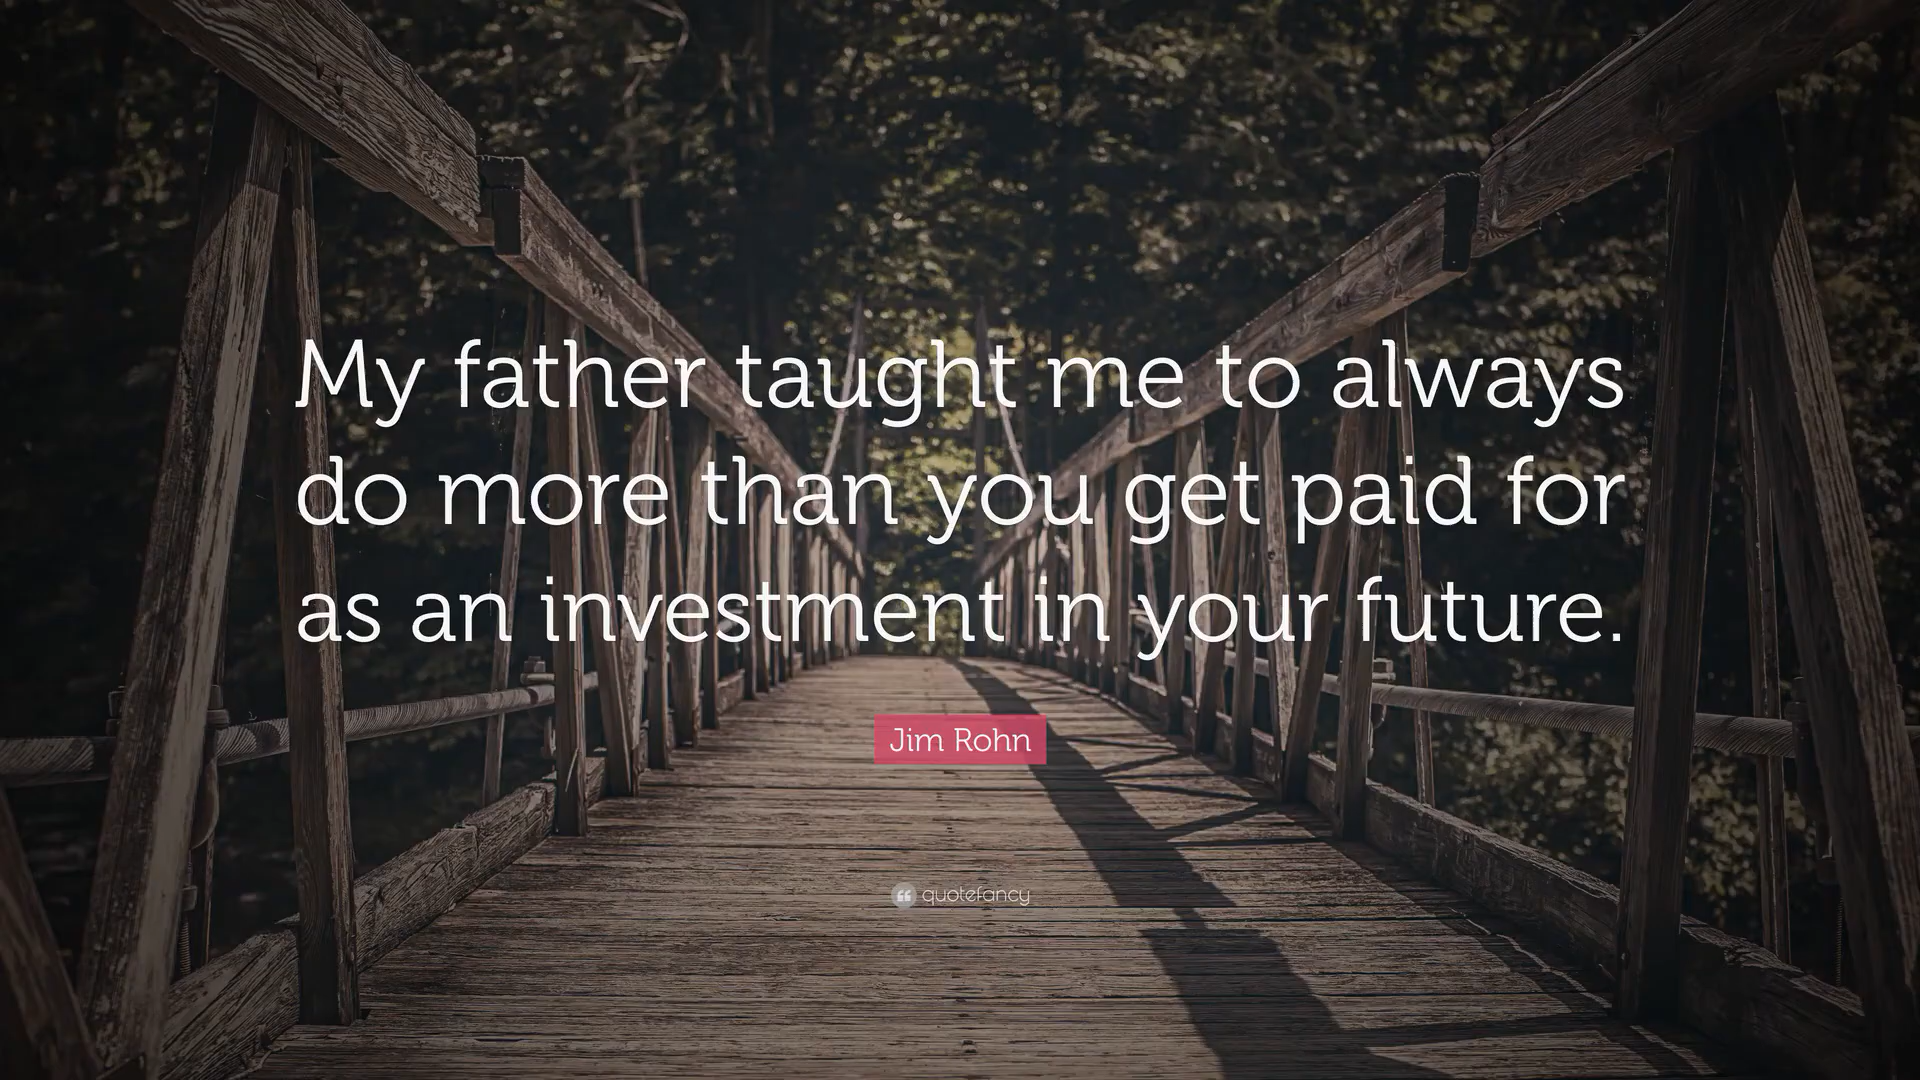 My father taught me to always
do more than you get paid for
as an investment in your future.
Jim Rohn
quotefancy